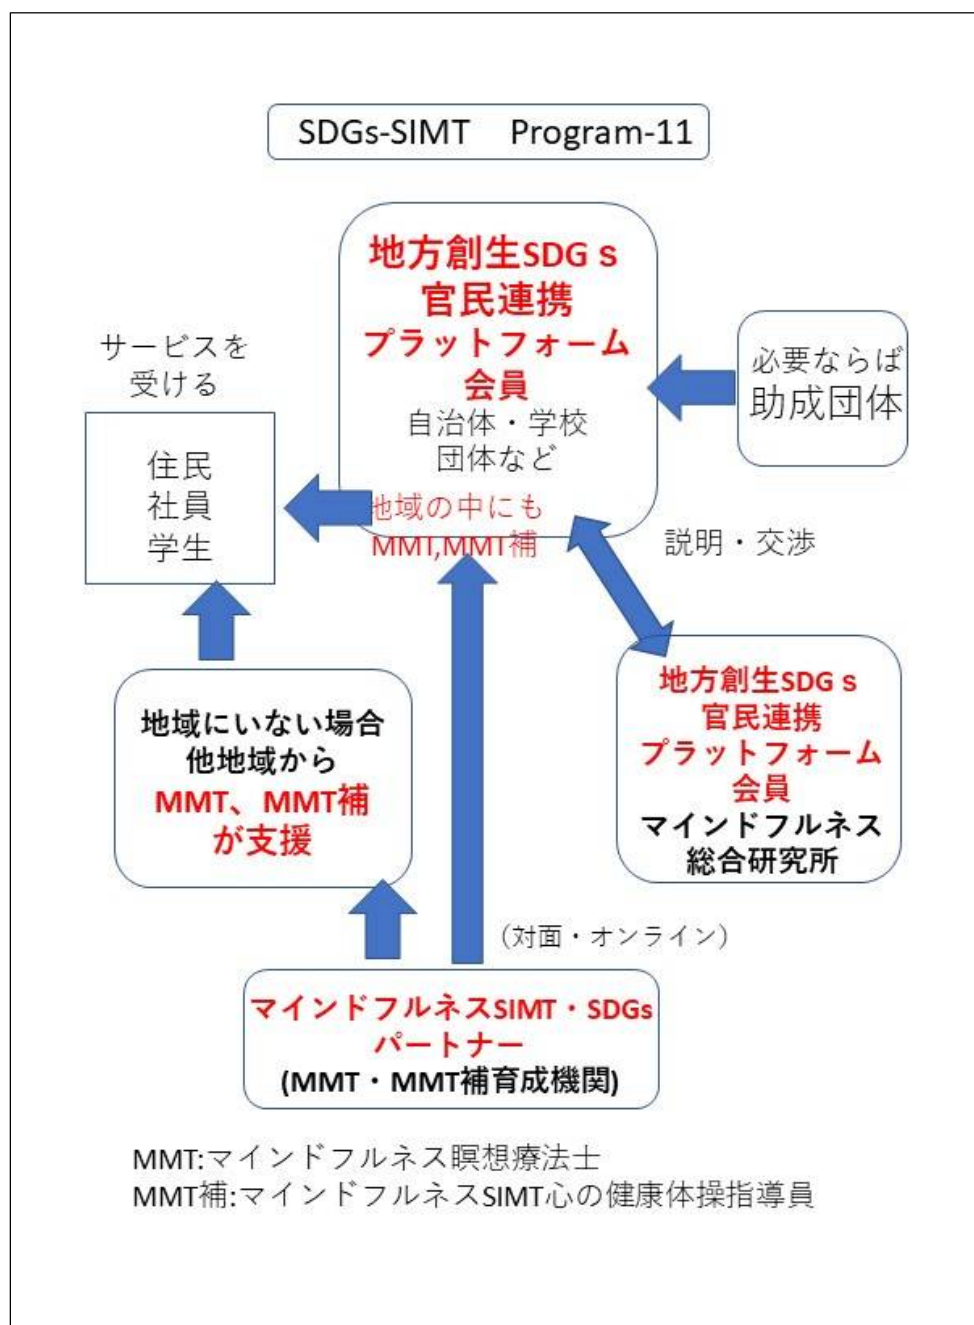 SDGs-SIMT Program-11
地方創生SDGｓ
官民連携
プラットフォーム
会員
自治体・学校
団体など
地域の中にも
MMT,MMT補
必要ならば
助成団体
サービスを
受ける
住民
社員
学生
説明・交渉
地域にいない場合
他地域から
MMT、MMT補
が支援
地方創生SDGｓ
官民連携
プラットフォーム
会員
マインドフルネス
総合研究所
（対面・オンライン）
マインドフルネスSIMT・SDGs
パートナー
(MMT・MMT補育成機関)
MMT:マインドフルネス瞑想療法士
MMT補:マインドフルネスSIMT心の健康体操指導員